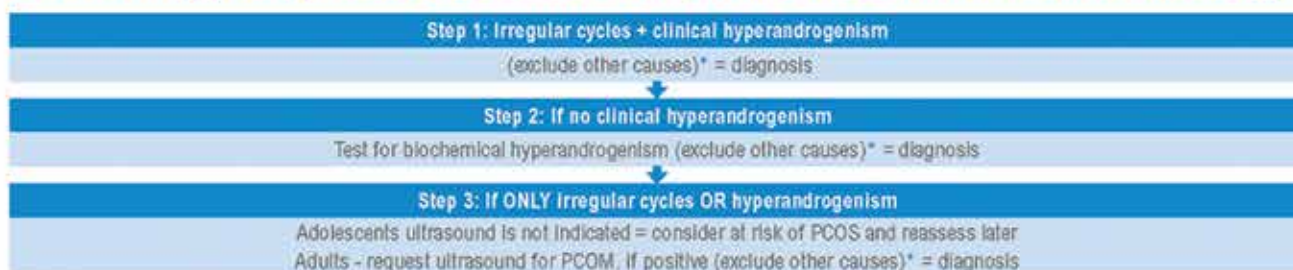 Step 1: Irregular cycles + clinical hyperandrogenism
(exclude other causes)* = diagnosis
Step 2: If no clinical hyperandrogenism
Test for biochemical hyperandrogenism (exclude other causes)* = diagnosis
Step 3: If ONLY irregular cycles OR hyperandrogenism
Adolescents ultrasound is not indicated = consider at risk of PCOS and reassess later
Adults - request ultrasound for PCOM, if positive (exclude other causes)* = diagnosis